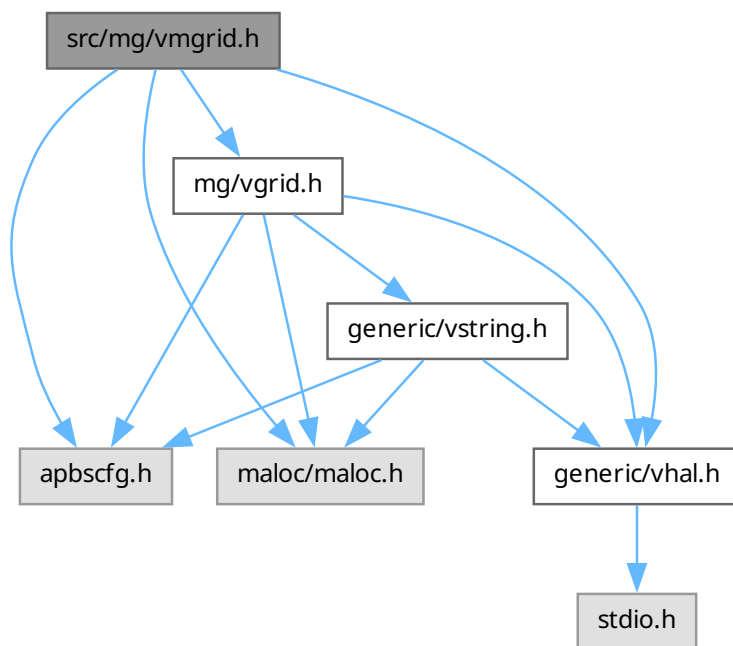 src/mg/vmgrid.h
mg/vgrid.h
generic/vstring.h
apbscfg.h
maloc/maloc.h
generic/vhal.h
stdio.h